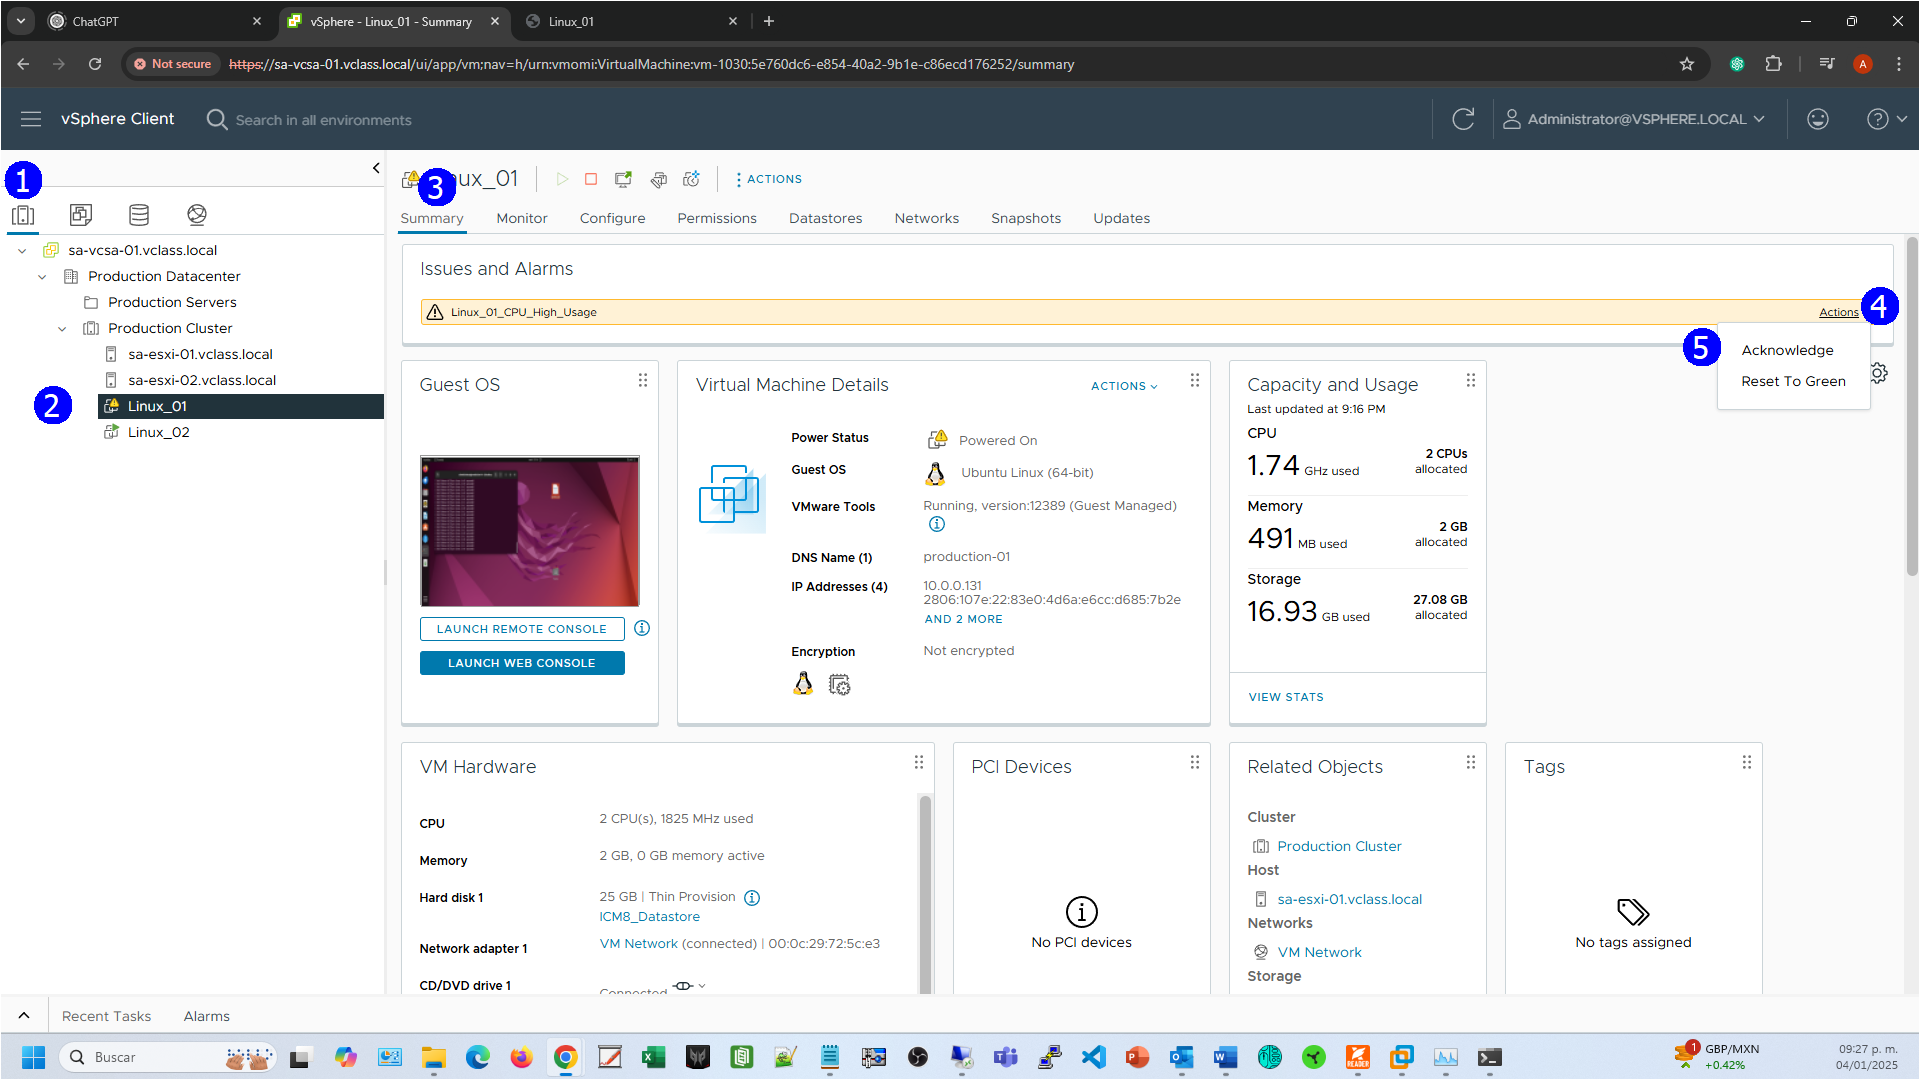 ChatGPT
vSphere - Linux_01 - Summary
Linux_01
Not secure
https://sa-vcsa-01.vclass.local/ui/app/vm;nav=h/urn:vmomi:VirtualMachine:vm-1030:5e760dc6-e854-40a2-9b1e-c86ecd176252/summary
A
vSphere Client
Search in all environments
Administrator@VSPHERE.LOCAL
1
sa-vcsa-01.vclass.local
Production Datacenter
Production Servers
Production Cluster
sa-esxi-01.vclass.local
sa-esxi-02.vclass.local
2
Linux_01
Linux_02
3
ux_01
ACTIONS
Summary
Monitor
Configure
Permissions
Datastores
Networks
Snapshots
Updates
Issues and Alarms
Linux_01_CPU_High_Usage
Actions
4
5
Acknowledge
Reset To Green
Guest OS
LAUNCH REMOTE CONSOLE
LAUNCH WEB CONSOLE
Virtual Machine Details
ACTIONS
Power Status
Powered On
Guest OS
Ubuntu Linux (64-bit)
VMware Tools
Running, version:12389 (Guest Managed)
DNS Name (1)
production-01
IP Addresses (4)
10.0.0.131
2806:107e:22:83e0:4d6a:e6cc:d685:7b2e
AND 2 MORE
Encryption
Not encrypted
Capacity and Usage
Last updated at 9:16 PM
CPU
1.74 GHz used
2 CPUs
allocated
Memory
491 MB used
2 GB
allocated
Storage
16.93 GB used
27.08 GB
allocated
VIEW STATS
VM Hardware
CPU
2 CPU(s), 1825 MHz used
Memory
2 GB, 0 GB memory active
Hard disk 1
25 GB | Thin Provision
ICM8_Datastore
Network adapter 1
VM Network (connected) | 00:0c:29:72:5c:e3
CD/DVD drive 1
Connected
PCI Devices
No PCI devices
Related Objects
Cluster
Production Cluster
Host
sa-esxi-01.vclass.local
Networks
VM Network
Storage
Tags
No tags assigned
Recent Tasks
Alarms
Buscar
1
GBP/MXN
+0.42%
09:27 p. m.
04/01/2025